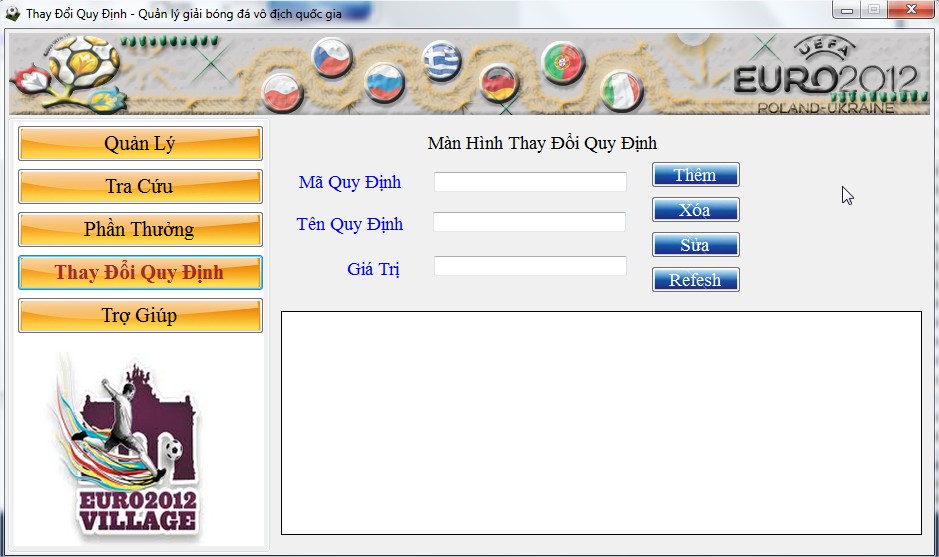 Thay Đổi Quy Định - Quản lý giải bóng đá vô địch quốc gia
UEFA
EURO2012
POLAND-UKRAINE
Quản Lý
Tra Cứu
Phần Thưởng
Thay Đổi Quy Định
Trợ Giúp
EURO2012
VILLAGE
Màn Hình Thay Đổi Quy Định
Mã Quy Định
Tên Quy Định
Giá Trị
Thêm
Xóa
Sửa
Refesh